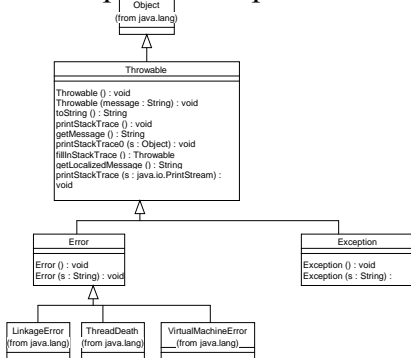 Object
(from java.lang)
Throwable
Throwable () : void
Throwable (message : String) : void
toString () : String
printStackTrace () : void
getMessage () : String
printStackTrace0 (s : Object) : void
fillInStackTrace () : Throwable
getLocalizedMessage () : String
printStackTrace (s : java.io.PrintStream) :
void
Error
Error () : void
Error (s : String) : void
Exception
Exception () : void
Exception (s : String) :
LinkageError
(from java.lang)
ThreadDeath
(from java.lang)
VirtualMachineError
(from java.lang)